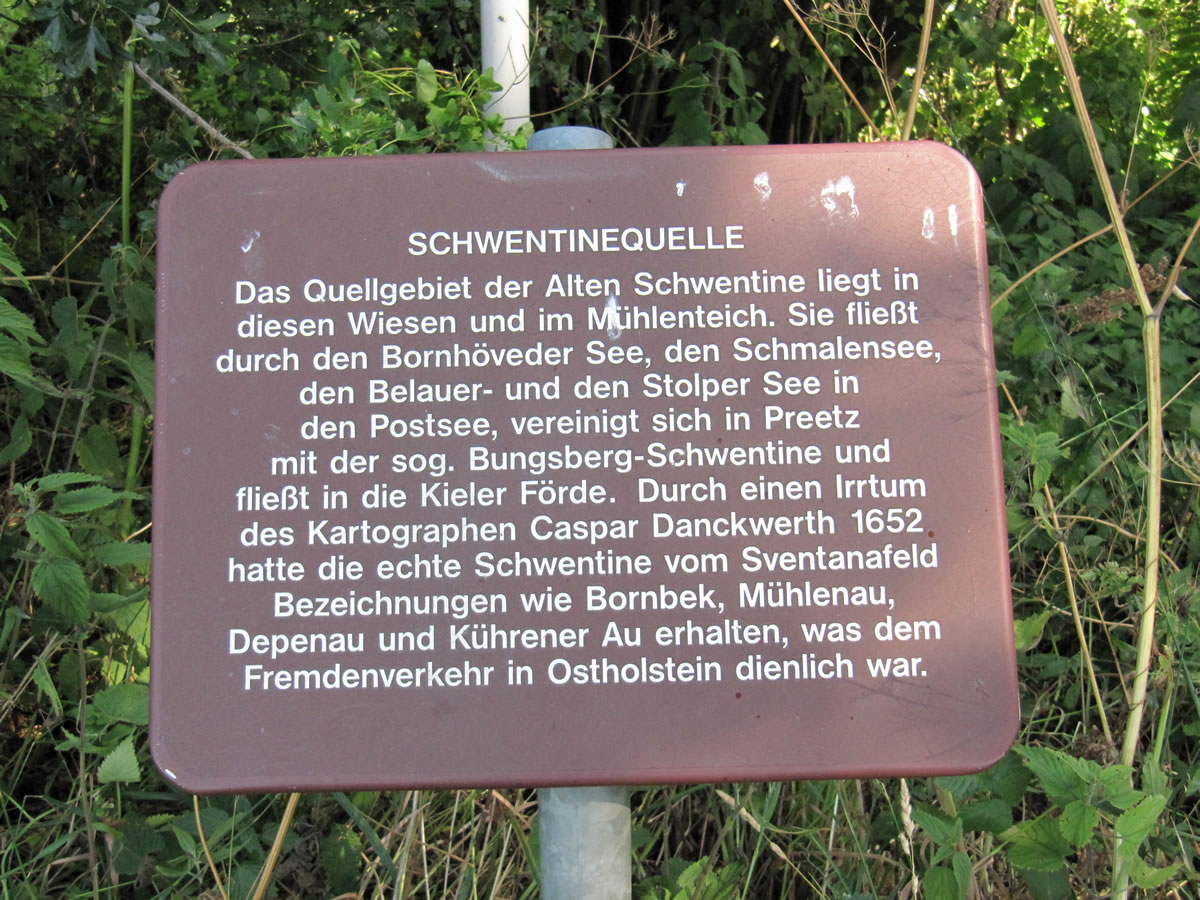 SCHWENTINEQUELLE
Das Quellgebiet der Alten Schwentine liegt in
diesen Wiesen und im Mühlenteich. Sie fließt
durch den Bornhöveder See, den Schmalensee,
den Belauer- und den Stolper See in
den Postsee, vereinigt sich in Preetz
mit der sog. Bungsberg-Schwentine und
fließt in die Kieler Förde. Durch einen Irrtum
des Kartographen Caspar Danckwerth 1652
hatte die echte Schwentine vom Sventanafeld
Bezeichnungen wie Bornbek, Mühlenau,
Depenau und Kührener Au erhalten, was dem
Fremdenverkehr in Ostholstein dienlich war.